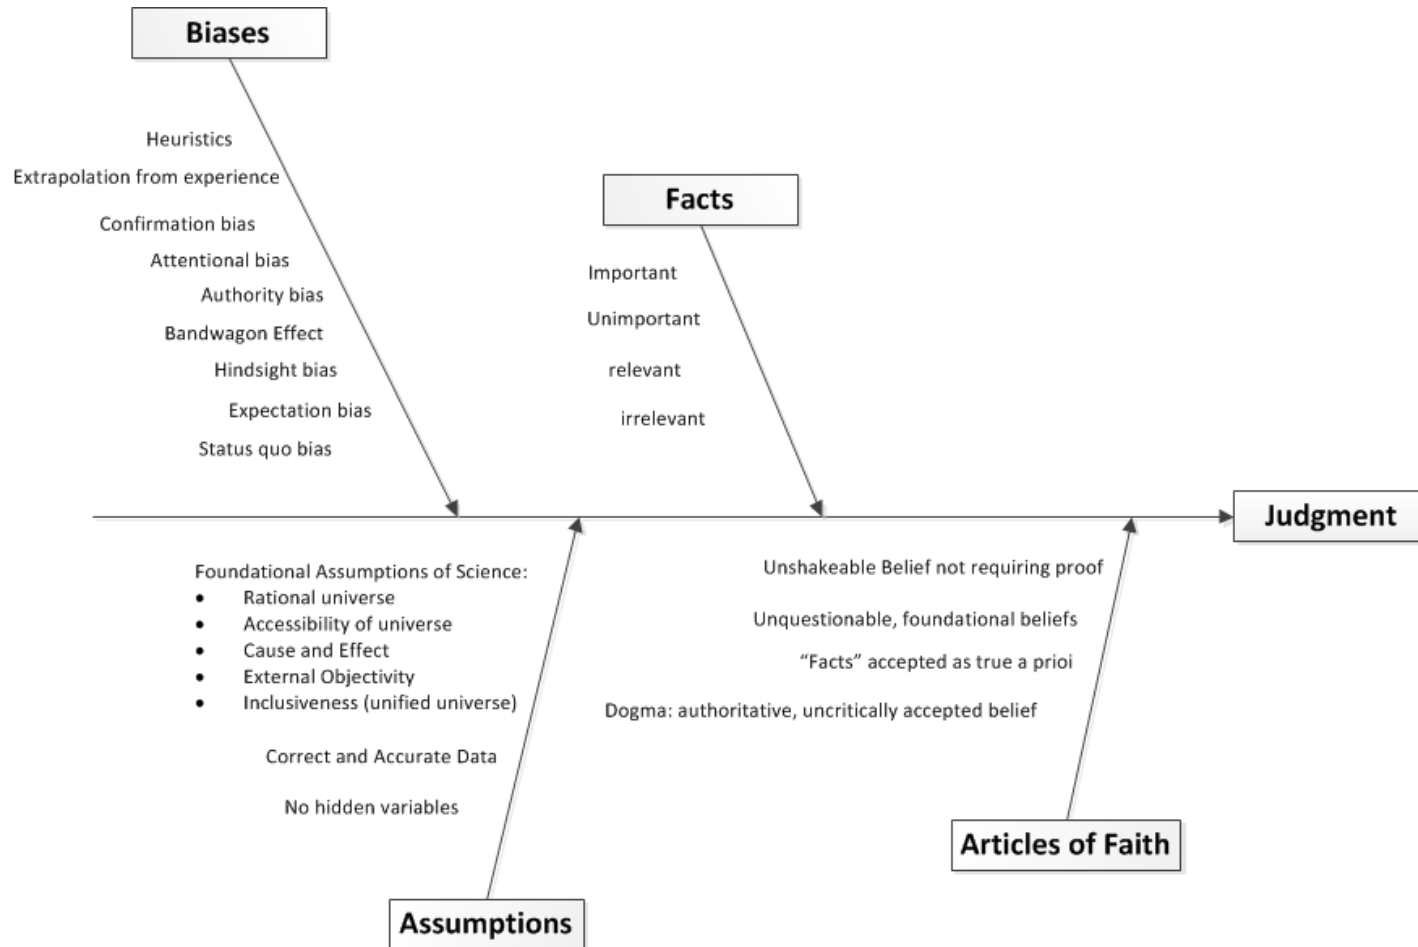 Biases
Heuristics
Extrapolation from experience
Confirmation bias
Attentional bias
Authority bias
Bandwagon Effect
Hindsight bias
Expectation bias
Status quo bias
Facts
Important
Unimportant
relevant
irrelevant
Judgment
Foundational Assumptions of Science:
• Rational universe
• Accessibility of universe
• Cause and Effect
• External Objectivity
• Inclusiveness (unified universe)
Correct and Accurate Data
No hidden variables
Assumptions
Unshakeable Belief not requiring proof
Unquestionable, foundational beliefs
“Facts” accepted as true a prioi
Dogma: authoritative, uncritically accepted belief
Articles of Faith